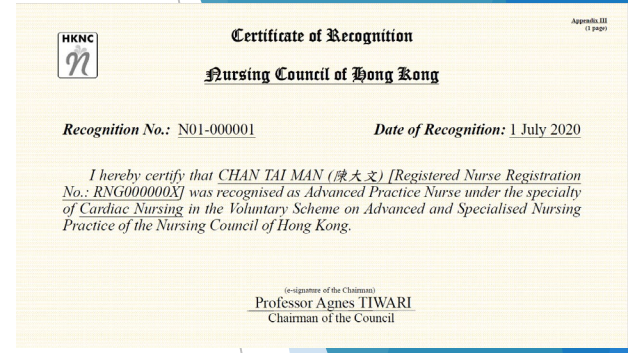 Appendix III
(1 page)
HKNC
n
Certificate of Recognition
Nursing Council of Hong Kong
Recognition No.: N01-000001 Date of Recognition: 1 July 2020
I hereby certify that CHAN TAI MAN (陳大文) [Registered Nurse Registration
No.: RNG000000X] was recognised as Advanced Practice Nurse under the specialty
of Cardiac Nursing in the Voluntary Scheme on Advanced and Specialised Nursing
Practice of the Nursing Council of Hong Kong.
(e-signature of the Chairman)
Professor Agnes TIWARI
Chairman of the Council